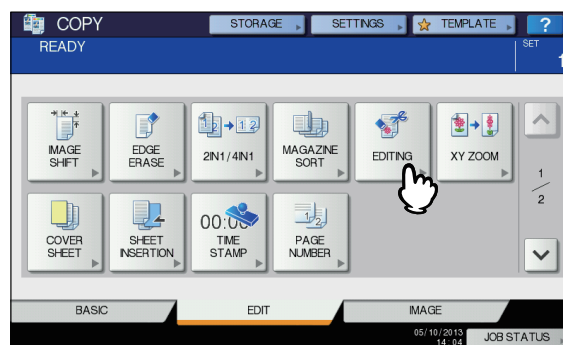 COPY
STORAGE
SETTINGS
TEMPLATE
?
READY
SET
1
IMAGE
SHIFT
EDGE
ERASE
2IN1 / 4IN1
MAGAZINE
SORT
EDITING
XY ZOOM
1
2
COVER
SHEET
SHEET
INSERTION
TIME
STAMP
PAGE
NUMBER
BASIC
EDIT
IMAGE
05/10/2013
14:04
JOB STATUS